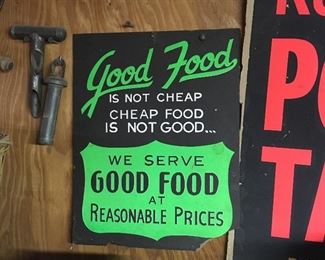 Good Food
IS NOT CHEAP
CHEAP FOOD
IS NOT GOOD...
WE SERVE
GOOD FOOD
AT
REASONABLE PRICES